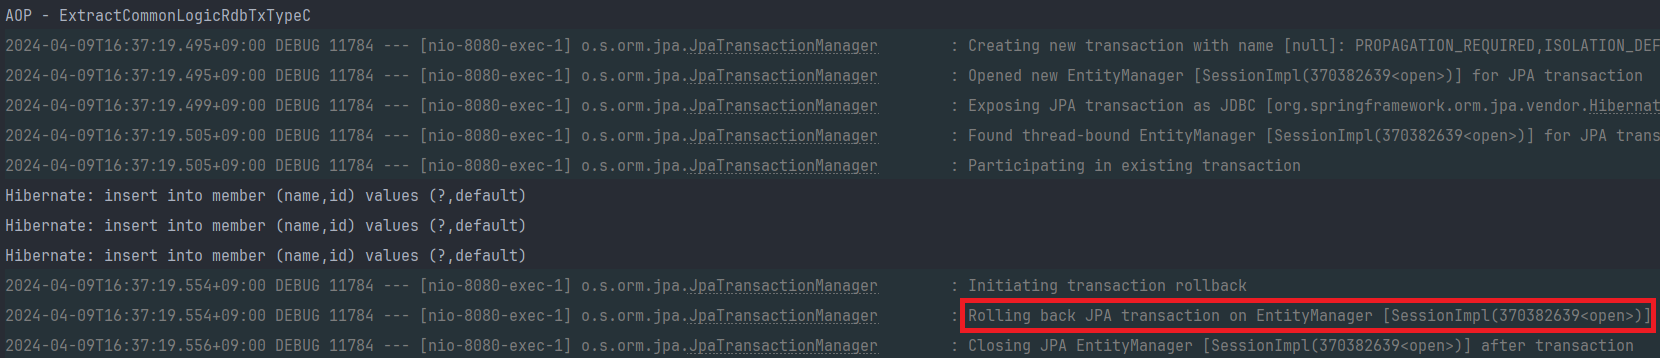 AOP - ExtractCommonLogicRdbTxTypeC
2024-04-09T16:37:19.495+09:00 DEBUG 11784 --- [nio-8080-exec-1] o.s.orm.jpa.JpaTransactionManager : Creating new transaction with name [null]: PROPAGATION_REQUIRED,ISOLATION_DEF
2024-04-09T16:37:19.495+09:00 DEBUG 11784 --- [nio-8080-exec-1] o.s.orm.jpa.JpaTransactionManager : Opened new EntityManager [SessionImpl(370382639<open>)] for JPA transaction
2024-04-09T16:37:19.499+09:00 DEBUG 11784 --- [nio-8080-exec-1] o.s.orm.jpa.JpaTransactionManager : Exposing JPA transaction as JDBC [org.springframework.orm.jpa.vendor.Hibernat
2024-04-09T16:37:19.505+09:00 DEBUG 11784 --- [nio-8080-exec-1] o.s.orm.jpa.JpaTransactionManager : Found thread-bound EntityManager [SessionImpl(370382639<open>)] for JPA trans
2024-04-09T16:37:19.505+09:00 DEBUG 11784 --- [nio-8080-exec-1] o.s.orm.jpa.JpaTransactionManager : Participating in existing transaction
Hibernate: insert into member (name,id) values (?,default)
Hibernate: insert into member (name,id) values (?,default)
Hibernate: insert into member (name,id) values (?,default)
2024-04-09T16:37:19.554+09:00 DEBUG 11784 --- [nio-8080-exec-1] o.s.orm.jpa.JpaTransactionManager : Initiating transaction rollback
2024-04-09T16:37:19.554+09:00 DEBUG 11784 --- [nio-8080-exec-1] o.s.orm.jpa.JpaTransactionManager : Rolling back JPA transaction on EntityManager [SessionImpl(370382639<open>)]
2024-04-09T16:37:19.556+09:00 DEBUG 11784 --- [nio-8080-exec-1] o.s.orm.jpa.JpaTransactionManager : Closing JPA EntityManager [SessionImpl(370382639<open>)] after transaction